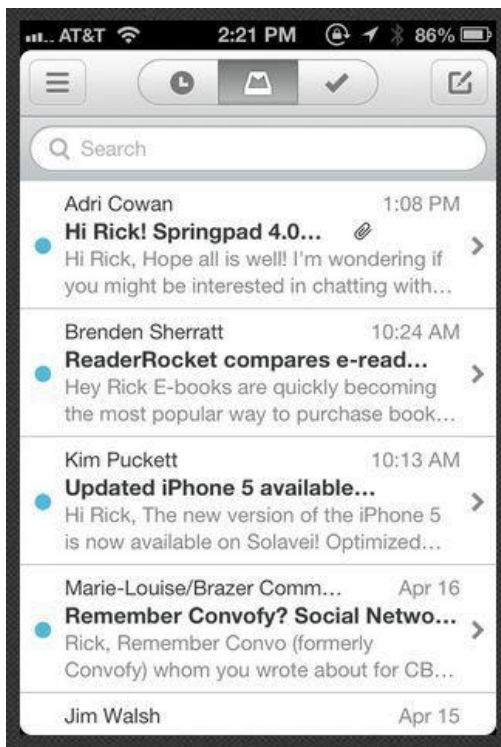 AT&T 2:21 PM 86%
Search
Adri Cowan 1:08 PM
Hi Rick! Springpad 4.0...
Hi Rick, Hope all is well! I'm wondering if
you might be interested in chatting with...
Brenden Sherratt 10:24 AM
ReaderRocket compares e-read...
Hey Rick E-books are quickly becoming
the most popular way to purchase book...
Kim Puckett 10:13 AM
Updated iPhone 5 available...
Hi Rick, The new version of the iPhone 5
is now available on Solavei! Optimized...
Marie-Louise/Brazer Comm... Apr 16
Remember Convofy? Social Netwo...
Rick, Remember Convo (formerly
Convofy) whom you wrote about for CB...
Jim Walsh Apr 15